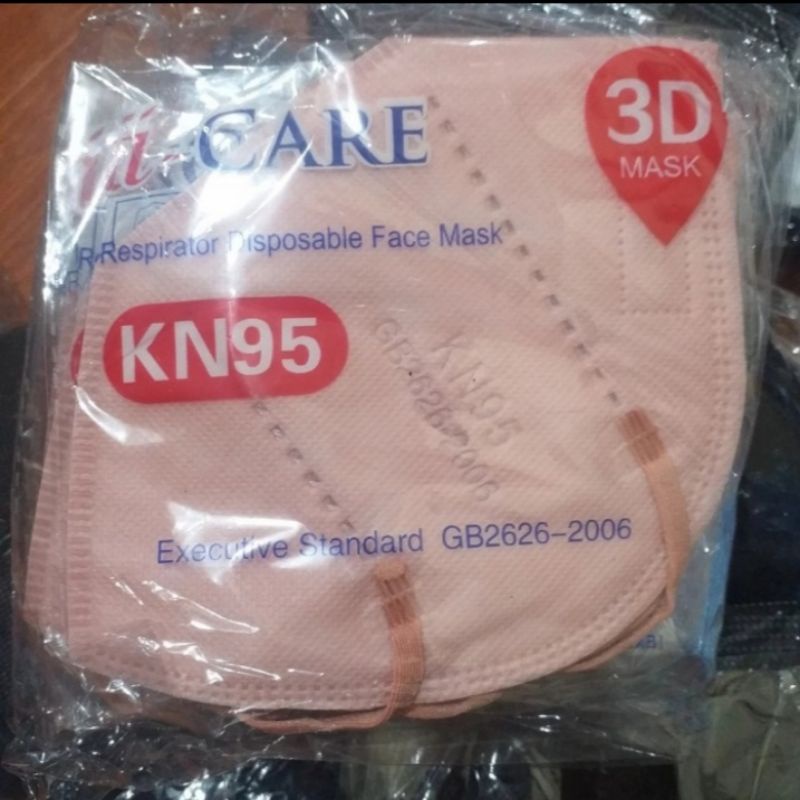 CARE
3D
MASK
Respirator Disposable Face Mask
KN95
KN95
GB2626-2006
Executive Standard GB2626-2006